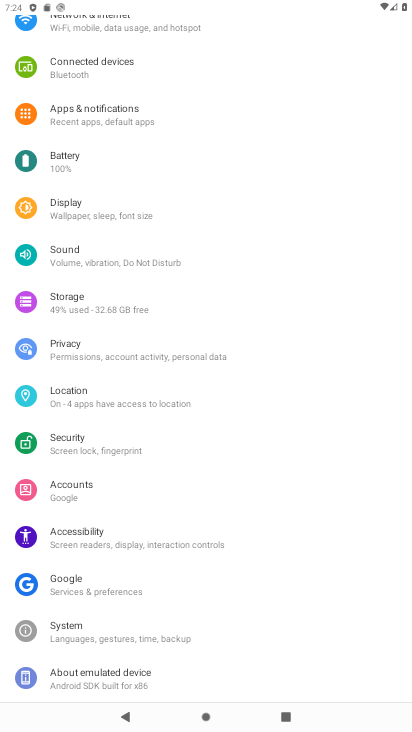 7:24
Network & internet
Wi-Fi, mobile, data usage, and hotspot
Connected devices
Bluetooth
Apps & notifications
Recent apps, default apps
Battery
100%
Display
Wallpaper, sleep, font size
Sound
Volume, vibration, Do Not Disturb
Storage
49% used - 32.68 GB free
Privacy
Permissions, account activity, personal data
Location
On - 4 apps have access to location
Security
Screen lock, fingerprint
Accounts
Google
Accessibility
Screen readers, display, interaction controls
Google
Services & preferences
System
Languages, gestures, time, backup
About emulated device
Android SDK built for x86